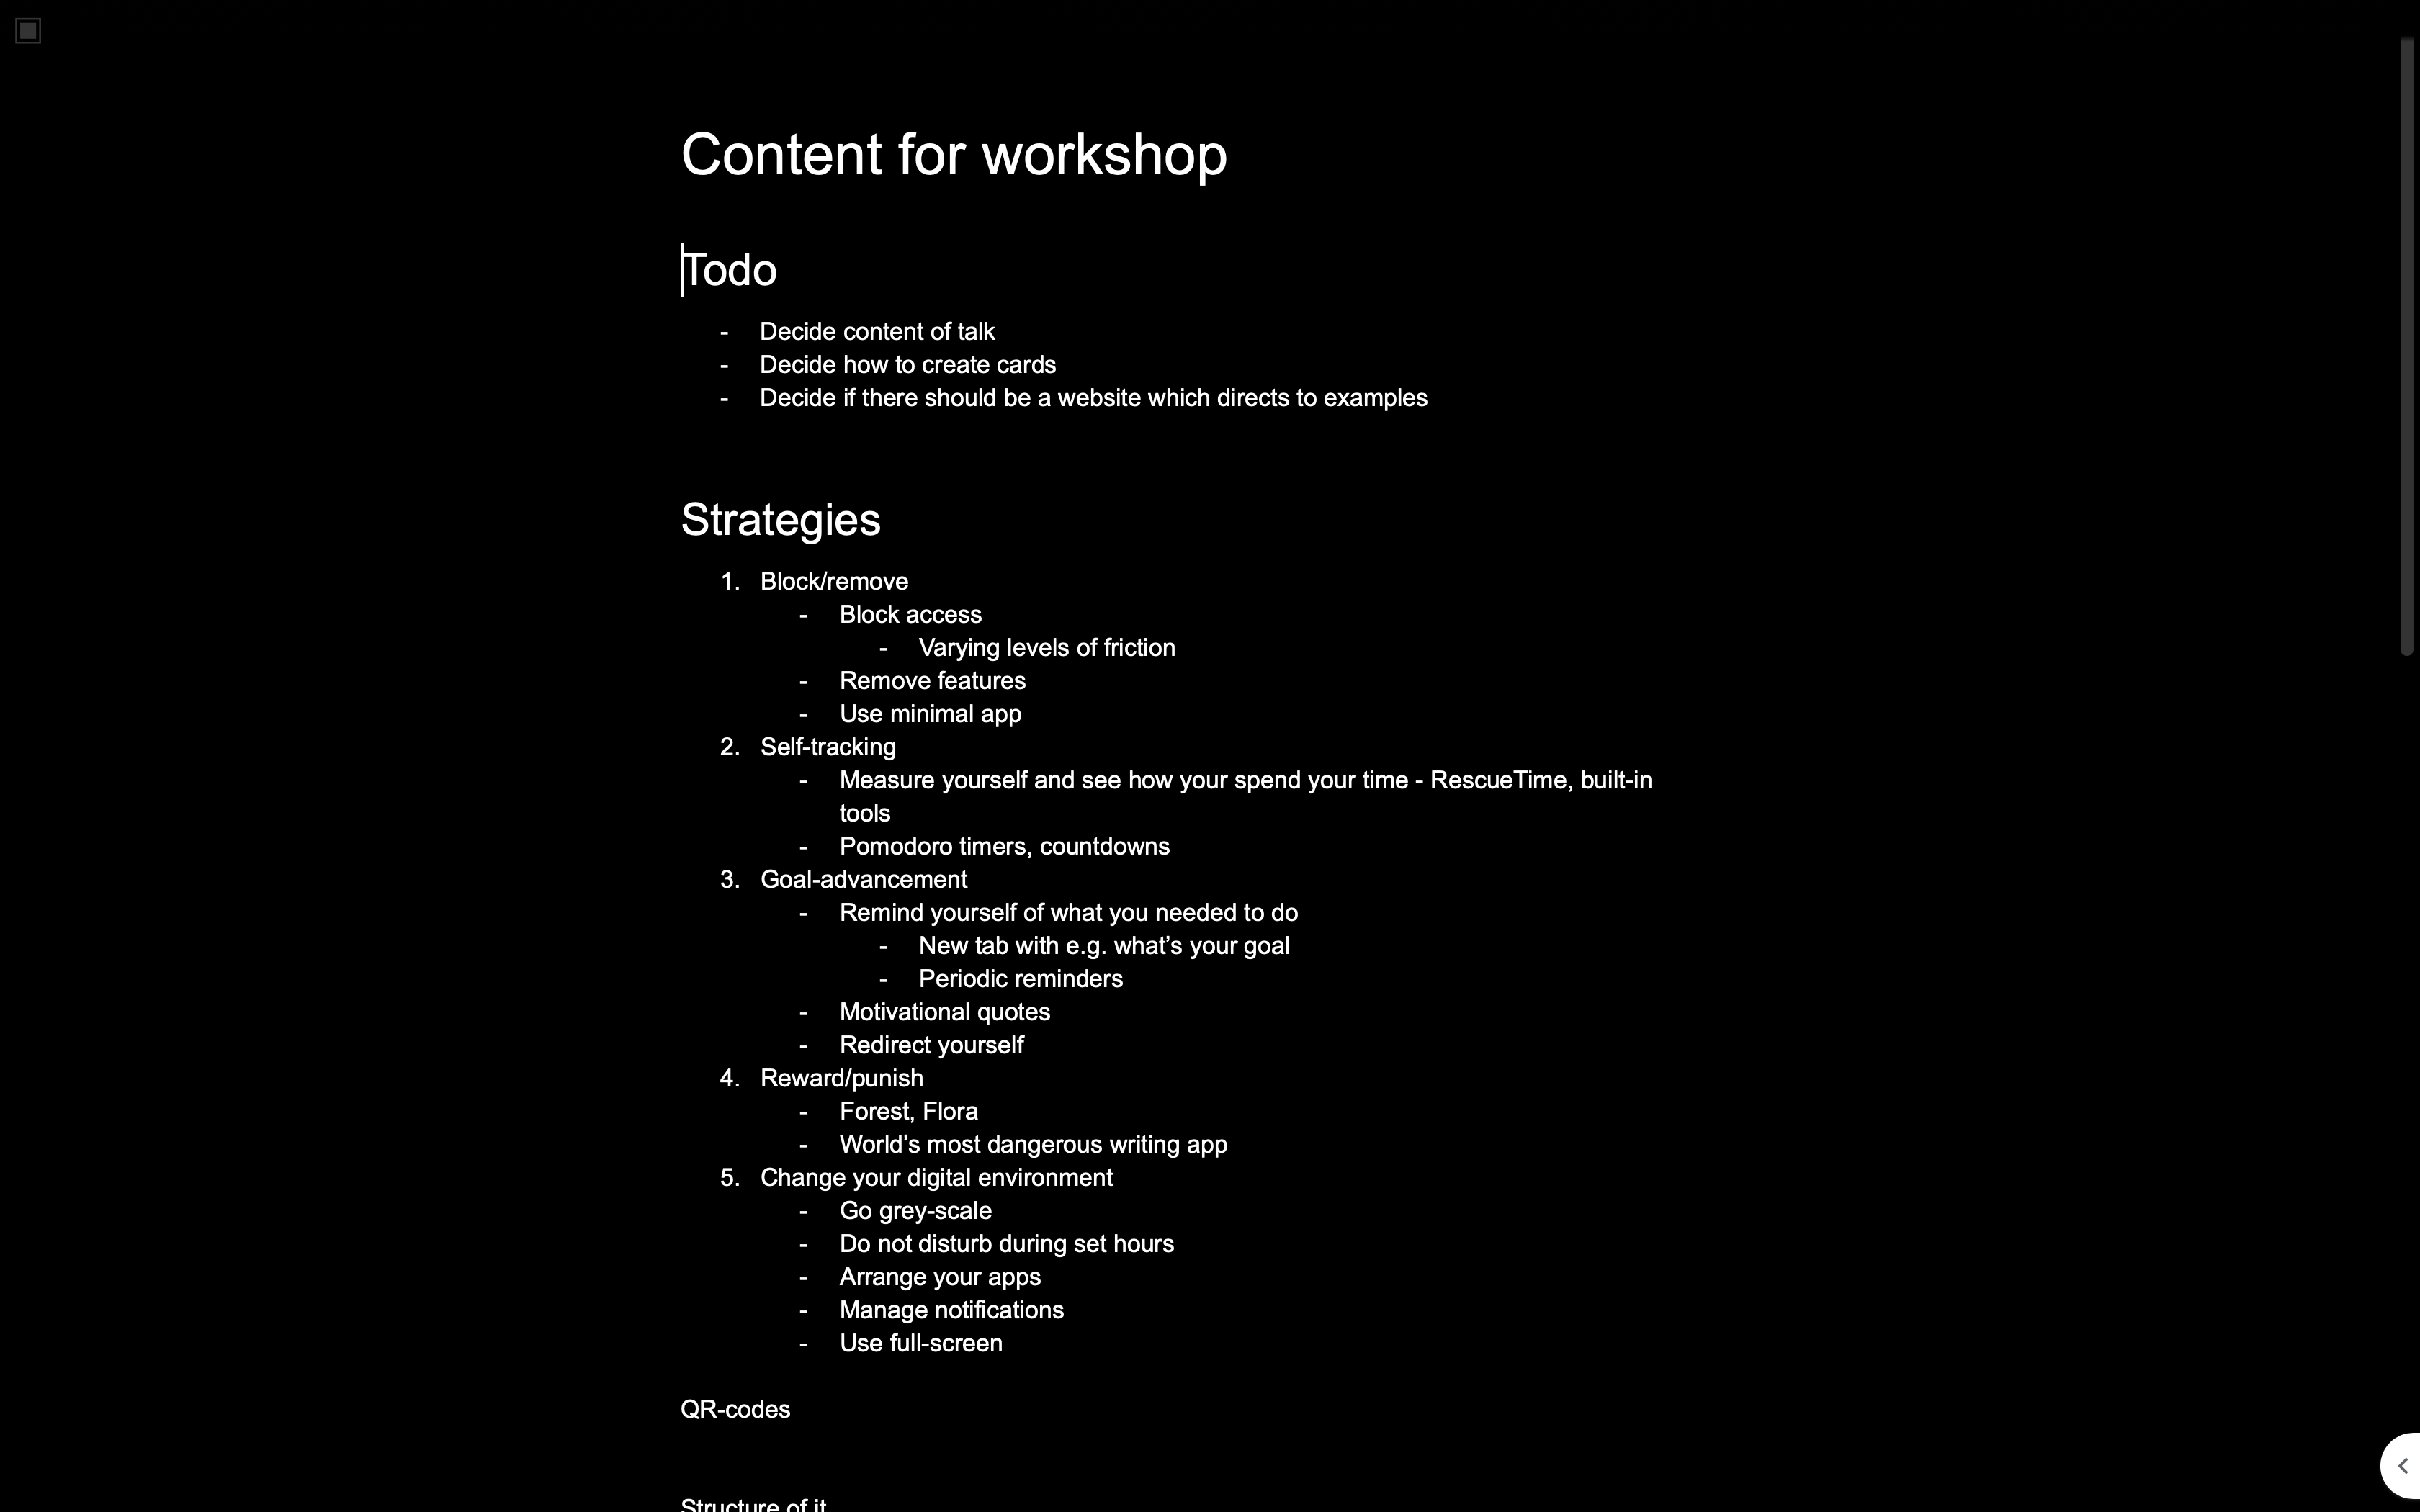 Content for workshop
Todo
- Decide content of talk
- Decide how to create cards
- Decide if there should be a website which directs to examples
Strategies
1. Block/remove
- Block access
- Varying levels of friction
- Remove features
- Use minimal app
2. Self-tracking
- Measure yourself and see how your spend your time - RescueTime, built-in
tools
- Pomodoro timers, countdowns
3. Goal-advancement
- Remind yourself of what you needed to do
- New tab with e.g. what’s your goal
- Periodic reminders
- Motivational quotes
- Redirect yourself
4. Reward/punish
- Forest, Flora
- World’s most dangerous writing app
5. Change your digital environment
- Go grey-scale
- Do not disturb during set hours
- Arrange your apps
- Manage notifications
- Use full-screen
QR-codes
Structure of it